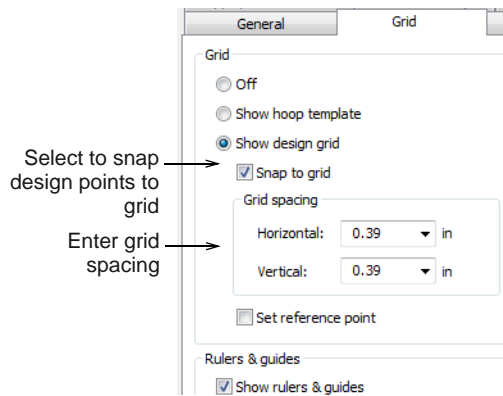 General
Grid
Grid
Off
Show hoop template
Show design grid
Select to snap
design points to
grid
Snap to grid
Grid spacing
Enter grid
spacing
Horizontal: 0.39 in
Vertical: 0.39 in
Set reference point
Rulers & guides
Show rulers & guides